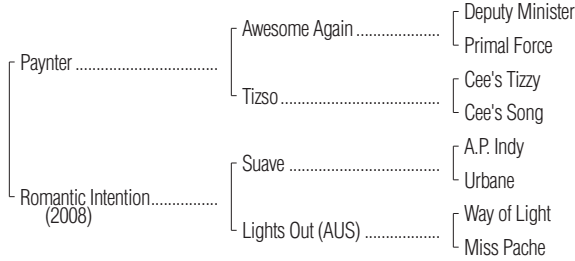 Deputy Minister
Awesome Again ....................
Primal Force
Paynter ..................................
Cee's Tizzy
Tizso ......................................
Cee's Song
A.P. Indy
Suave ....................................
Urbane
Romantic Intention................
(2008)
Way of Light
Lights Out (AUS) ..................
Miss Pache